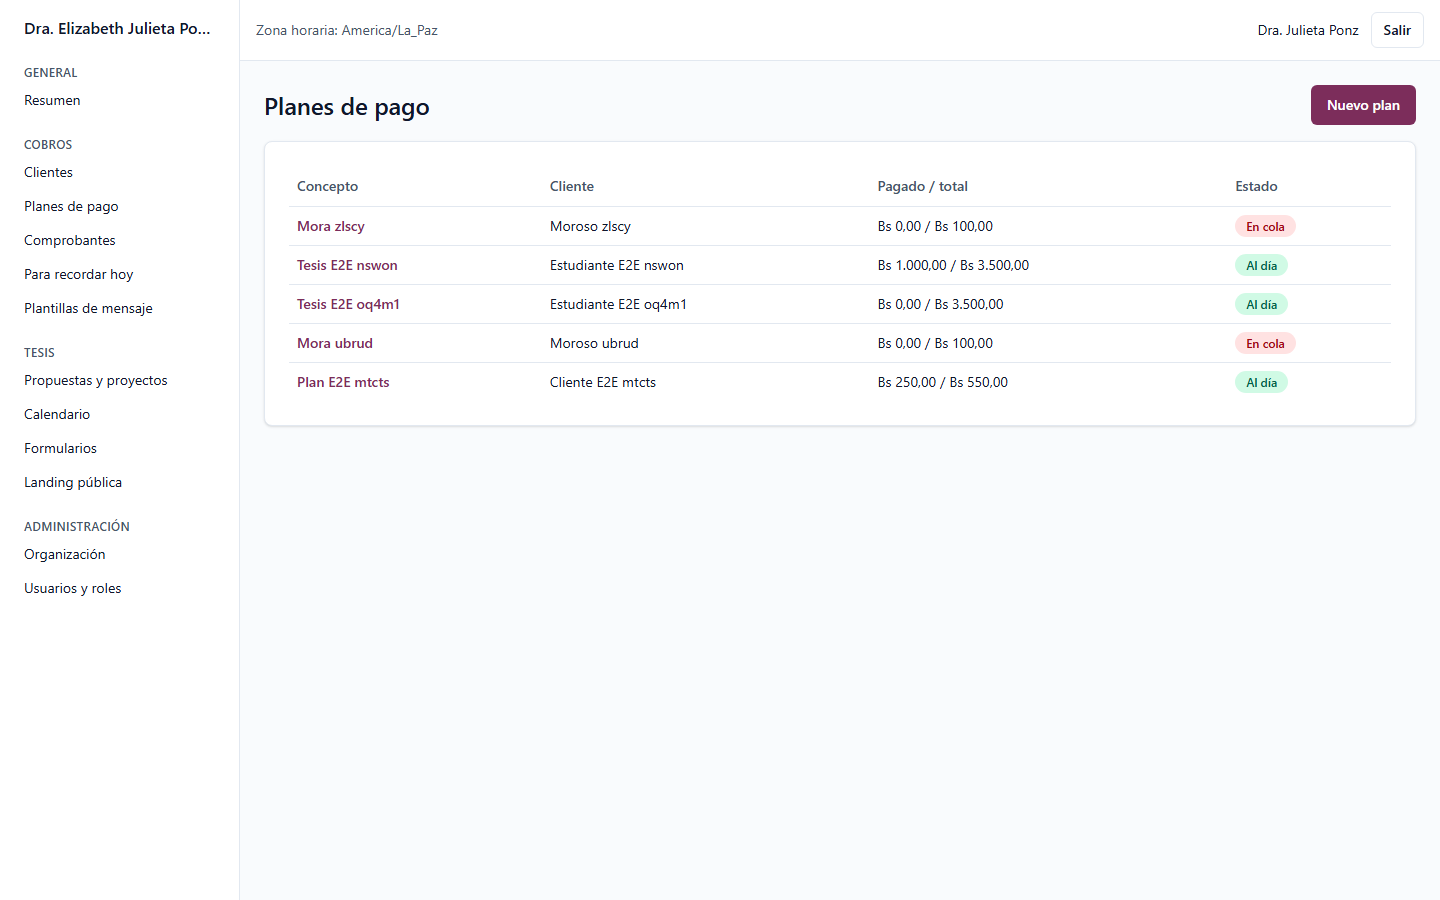 Dra. Elizabeth Julieta Po...
Zona horaria: America/La_Paz
Dra. Julieta Ponz
Salir
GENERAL
Resumen
COBROS
Clientes
Planes de pago
Comprobantes
Para recordar hoy
Plantillas de mensaje
TESIS
Propuestas y proyectos
Calendario
Formularios
Landing pública
ADMINISTRACIÓN
Organización
Usuarios y roles
Planes de pago
Nuevo plan
Concepto Cliente Pagado / total Estado
Mora zlscy Moroso zlscy Bs 0,00 / Bs 100,00 En cola
Tesis E2E nswon Estudiante E2E nswon Bs 1.000,00 / Bs 3.500,00 Al día
Tesis E2E oq4m1 Estudiante E2E oq4m1 Bs 0,00 / Bs 3.500,00 Al día
Mora ubrud Moroso ubrud Bs 0,00 / Bs 100,00 En cola
Plan E2E mtcts Cliente E2E mtcts Bs 250,00 / Bs 550,00 Al día